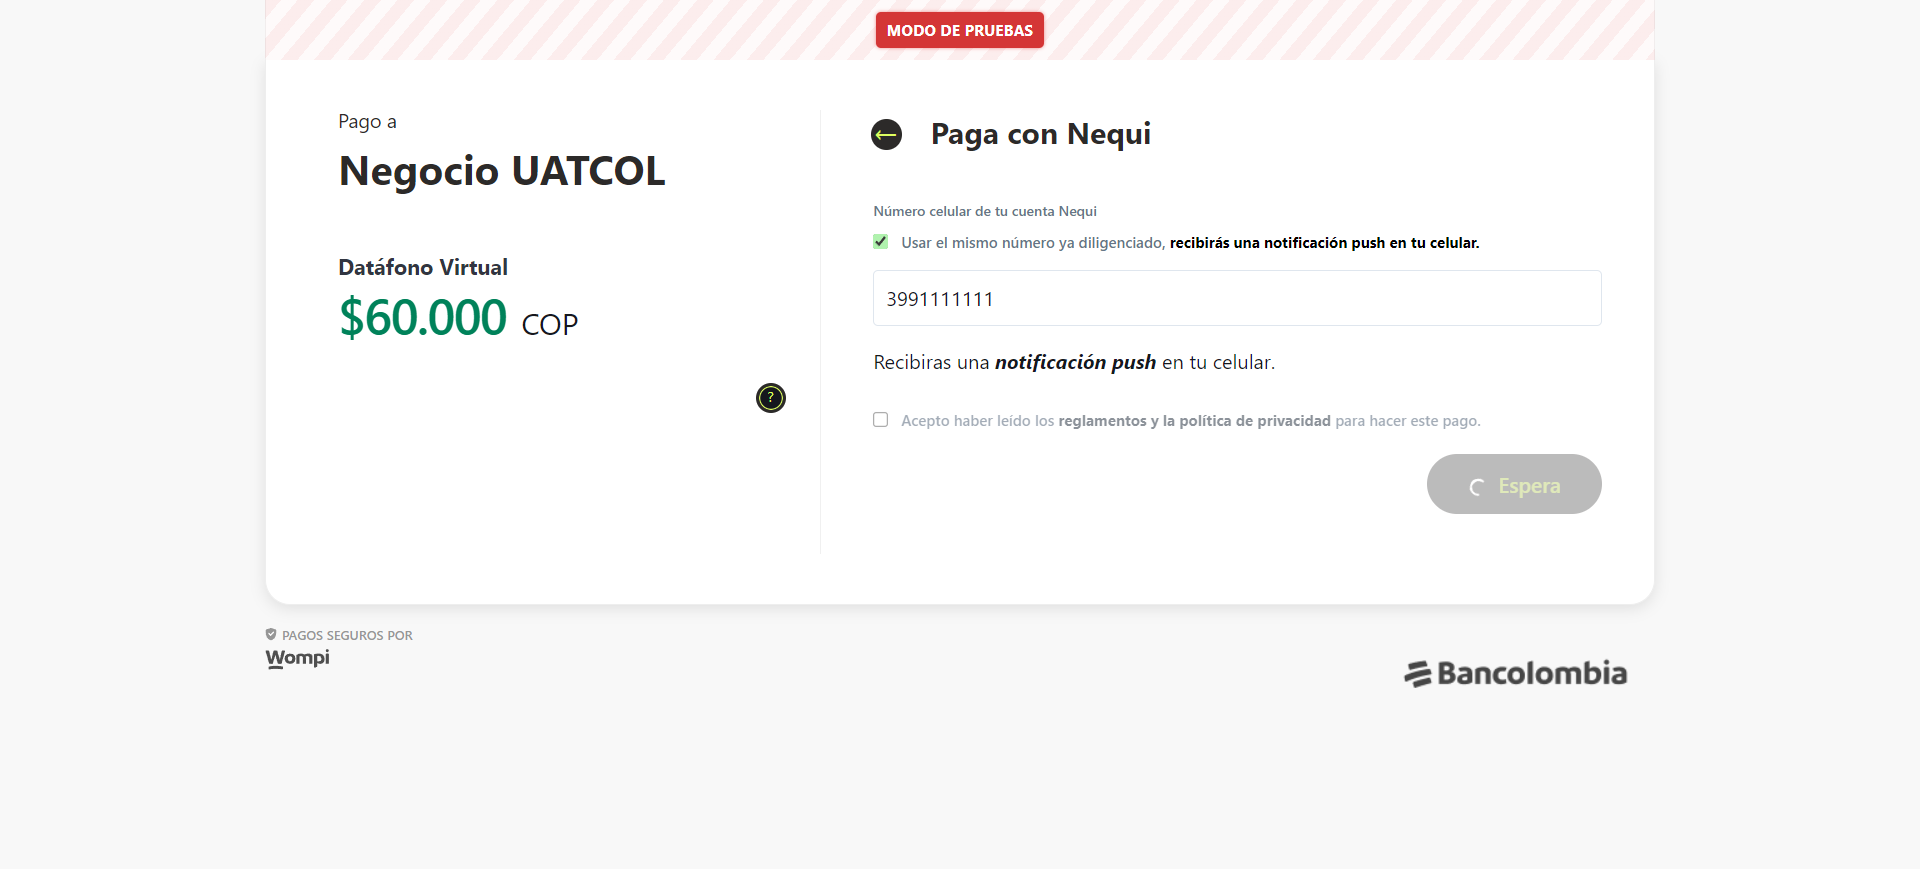 MODO DE PRUEBAS
Pago a
Negocio UATCOL
Datáfono Virtual
$60.000 COP
?
Paga con Nequi
Número celular de tu cuenta Nequi
Usar el mismo número ya diligenciado, recibirás una notificación push en tu celular.
3991111111
Recibiras una notificación push en tu celular.
Acepto haber leído los reglamentos y la política de privacidad para hacer este pago.
Espera
PAGOS SEGUROS POR
Wompi
Bancolombia